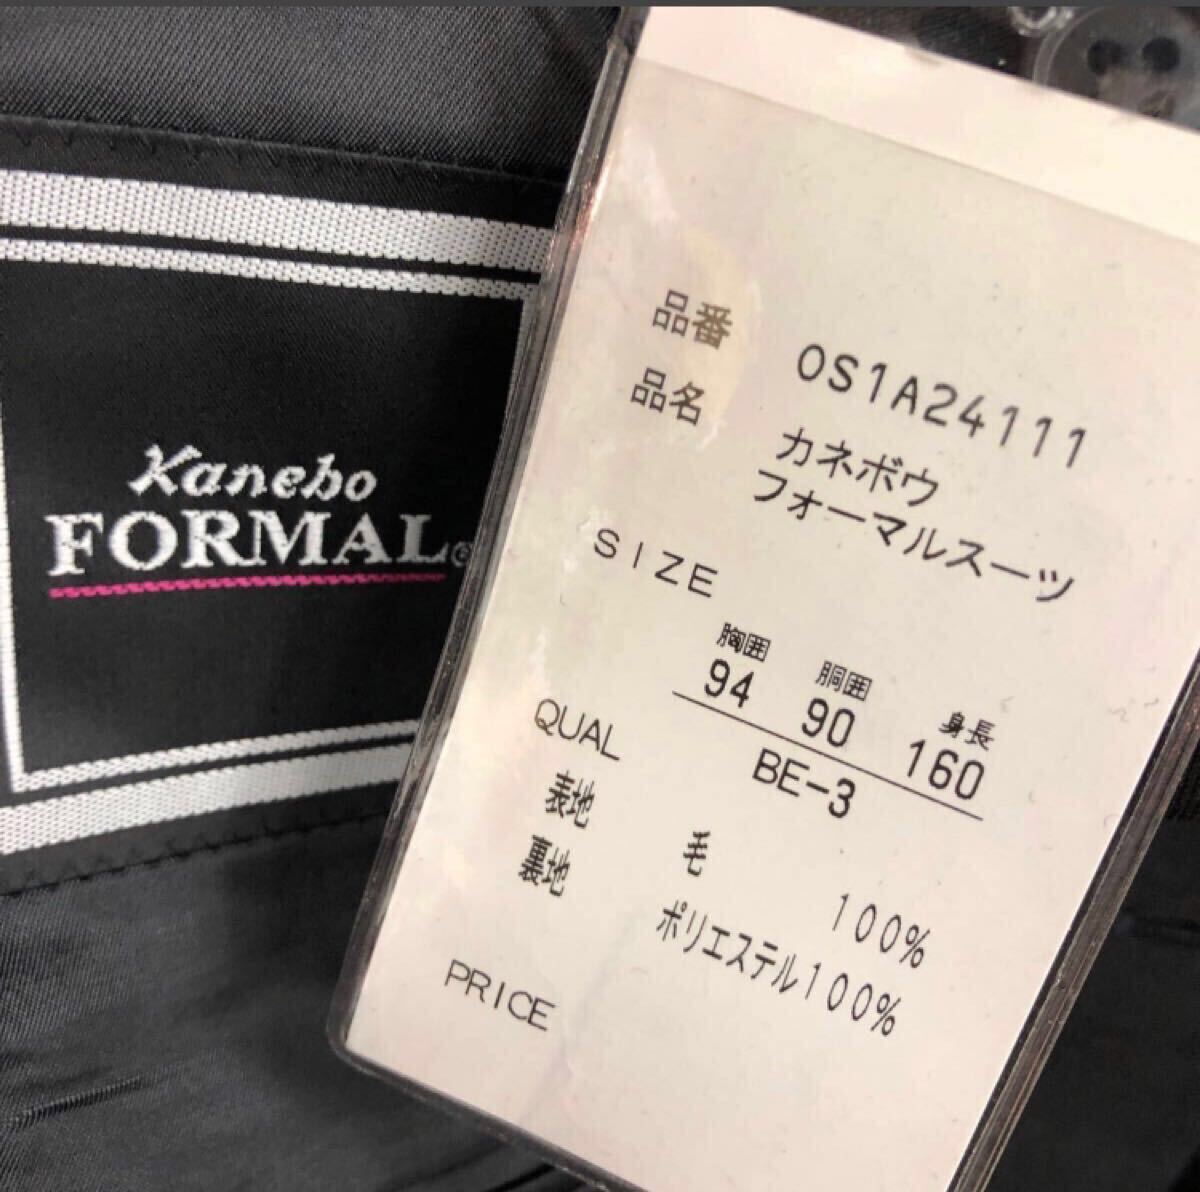 Kanebo
FORMAL®
品番 OS1A24111
品名 カネボウ
フォーマルスーツ
SIZE
胸囲 胴囲 身長
94 90 160
BE-3
QUAL
表地 毛 100%
裏地 ポリエステル100%
PRICE